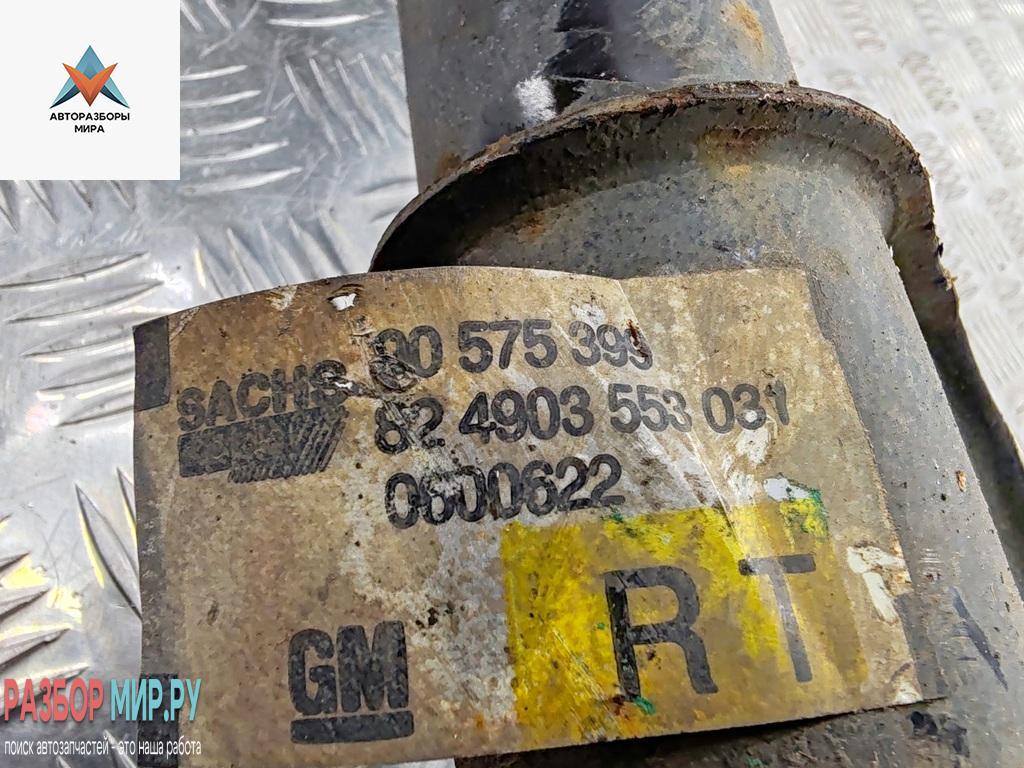 АВТОРАЗБОРЫ
МИРА
90 575 399
SACHS
82 4903 553 031
0600622
RT
GM
РАЗБОР МИР.РУ
поиск автозапчастей - это наша работа